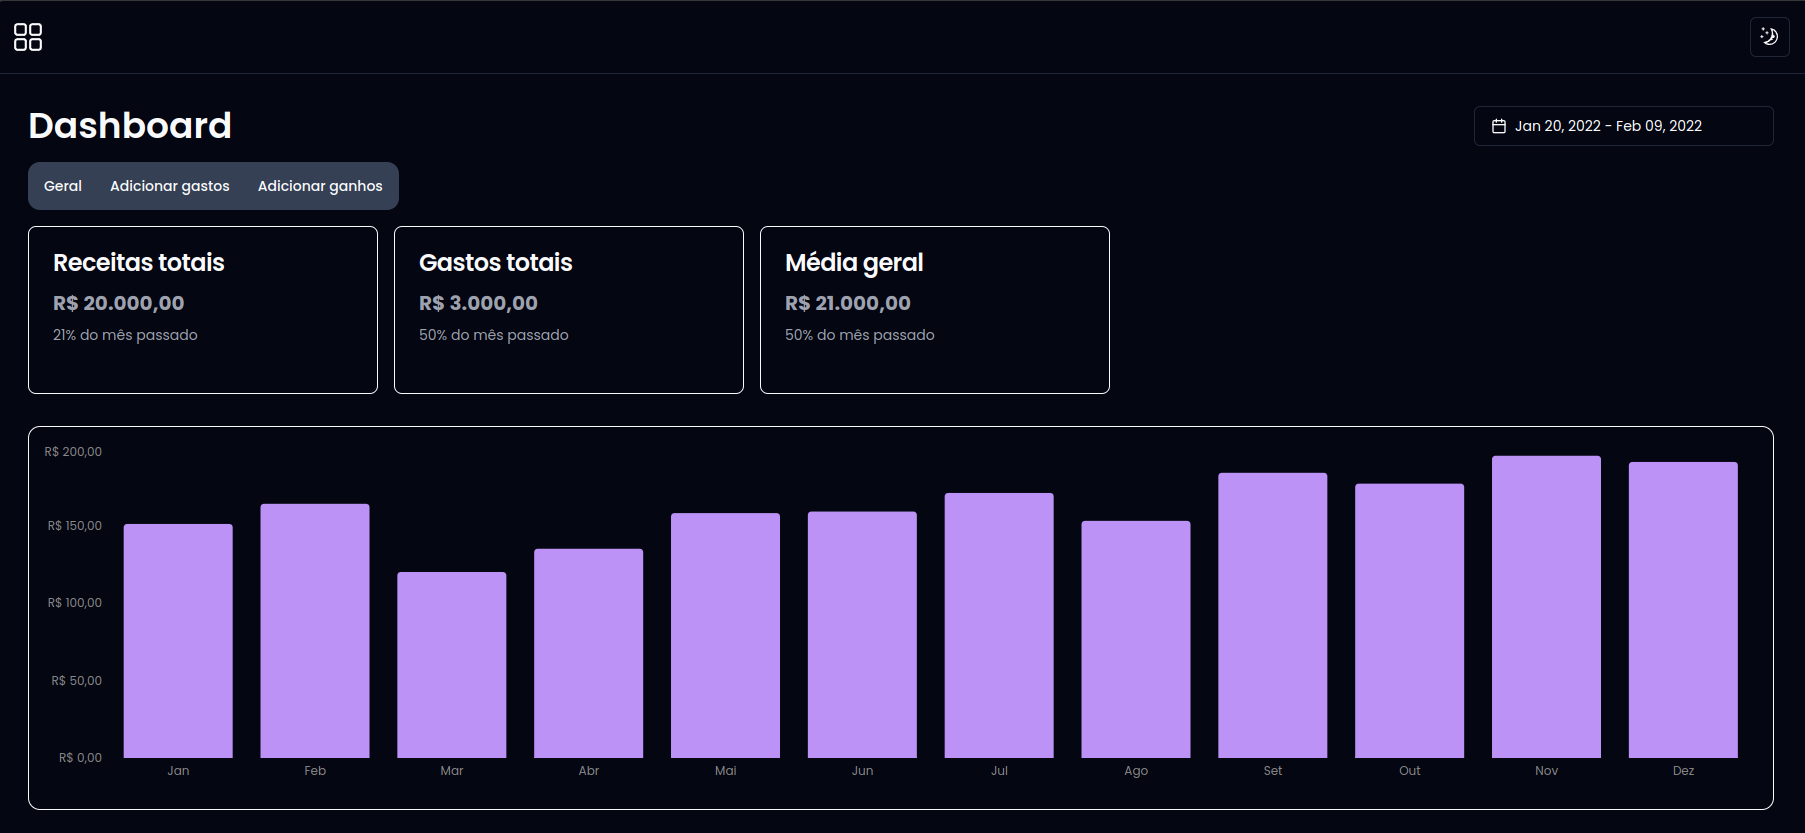 Dashboard
Jan 20, 2022 - Feb 09, 2022
Geral
Adicionar gastos
Adicionar ganhos
Receitas totais
R$ 20.000,00
21% do mês passado
Gastos totais
R$ 3.000,00
50% do mês passado
Média geral
R$ 21.000,00
50% do mês passado
R$ 200,00
R$ 150,00
R$ 100,00
R$ 50,00
R$ 0,00
Jan
Feb
Mar
Abr
Mai
Jun
Jul
Ago
Set
Out
Nov
Dez